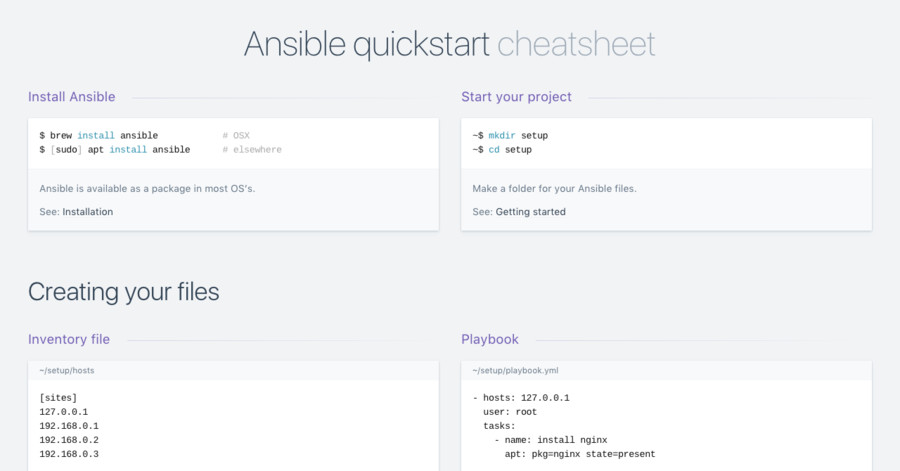 Ansible quickstart cheatsheet
Install Ansible
$ brew install ansible # OSX
$ [sudo] apt install ansible # elsewhere
Ansible is available as a package in most OS's.
See: Installation
Start your project
~$ mkdir setup
~$ cd setup
Make a folder for your Ansible files.
See: Getting started
Creating your files
Inventory file
~/setup/hosts
[sites]
127.0.0.1
192.168.0.1
192.168.0.2
192.168.0.3
Playbook
~/setup/playbook.yml
- hosts: 127.0.0.1
  user: root
  tasks:
    - name: install nginx
      apt: pkg=nginx state=present